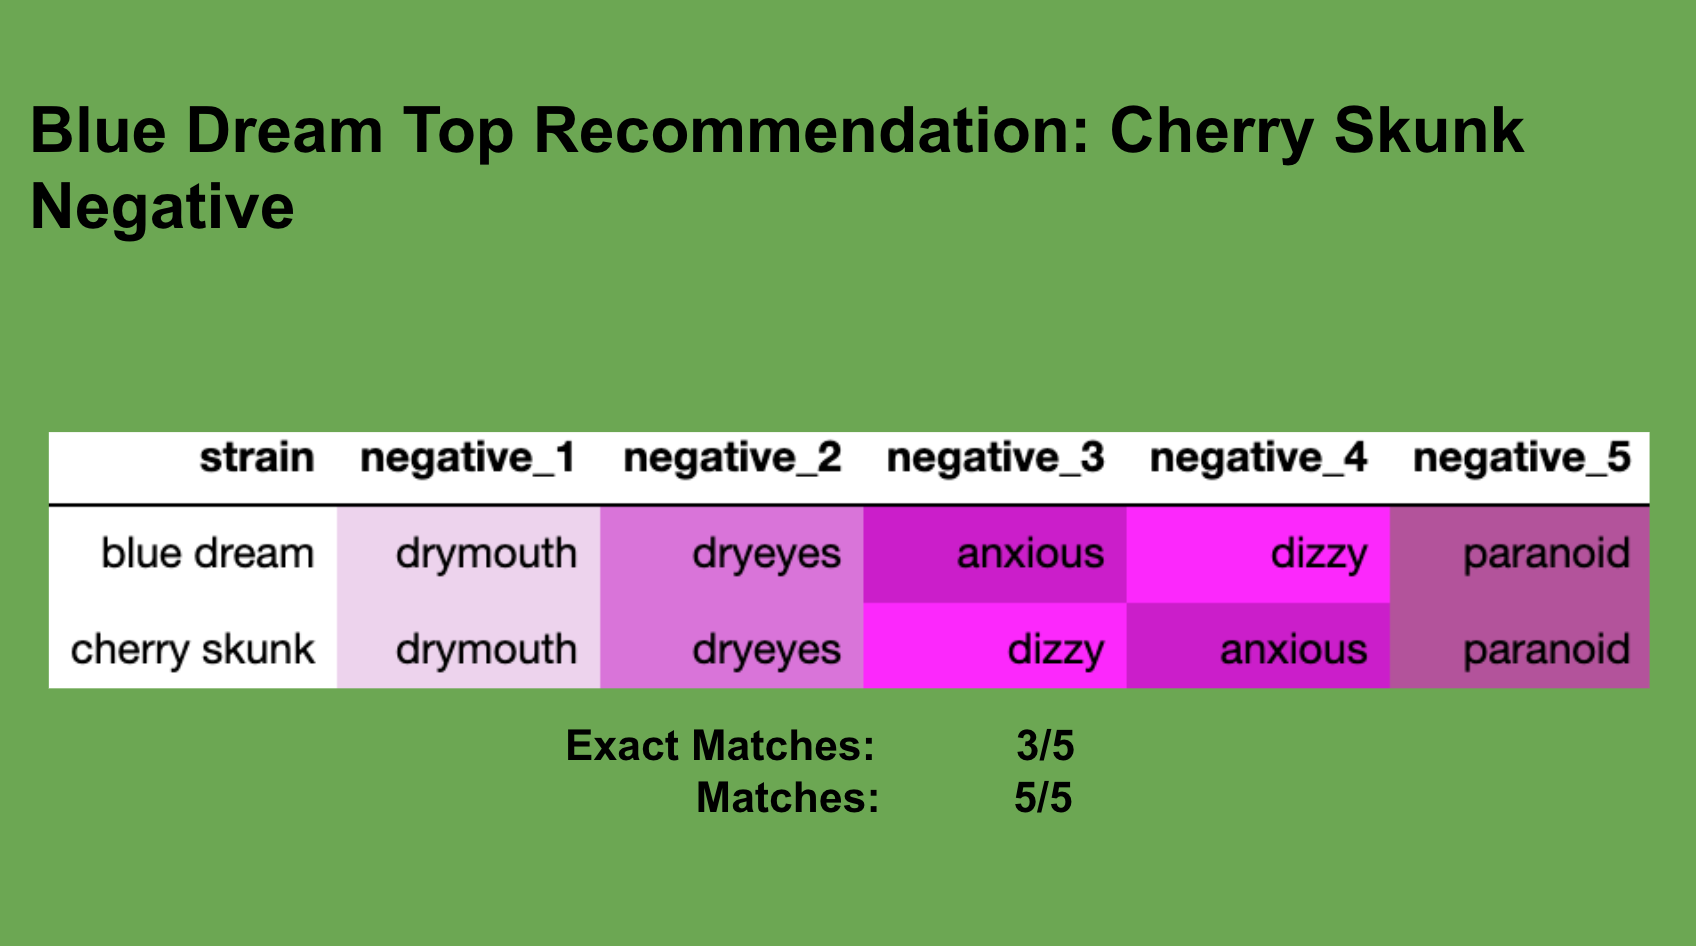 Blue Dream Top Recommendation: Cherry Skunk
Negative
strain negative_1 negative_2 negative_3 negative_4 negative_5
blue dream drymouth dryeyes anxious dizzy paranoid
cherry skunk drymouth dryeyes dizzy anxious paranoid
Exact Matches: 3/5
Matches: 5/5